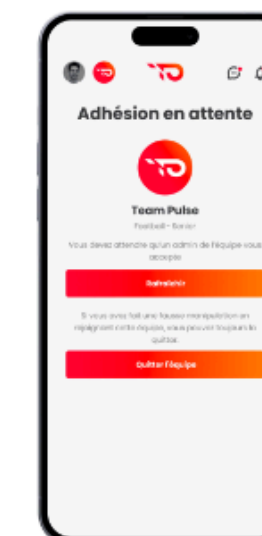 Adhésion en attente
Team Pulse
Football - Senior
Vous devez attendre qu'un admin de l'équipe vous
accepte
Rafraîchir
Si vous avez fait une fausse manipulation en
rejoignant cette équipe, vous pouvez toujours la
quitter.
Quitter l'équipe